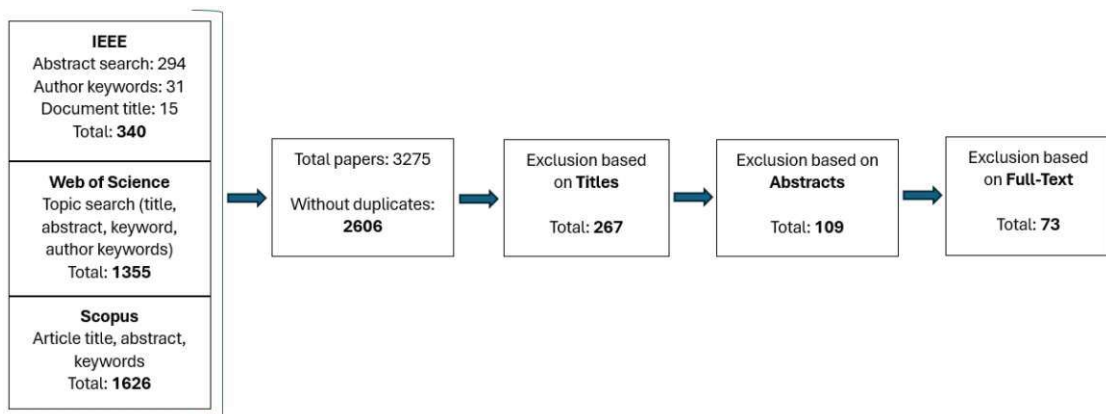 IEEE
Abstract search: 294
Author keywords: 31
Document title: 15
Total: 340
Web of Science
Topic search (title,
abstract, keyword,
author keywords)
Total: 1355
Scopus
Article title, abstract,
keywords
Total: 1626
Total papers: 3275
Without duplicates:
2606
Exclusion based
on Titles
Total: 267
Exclusion based on
Abstracts
Total: 109
Exclusion based
on Full-Text
Total: 73